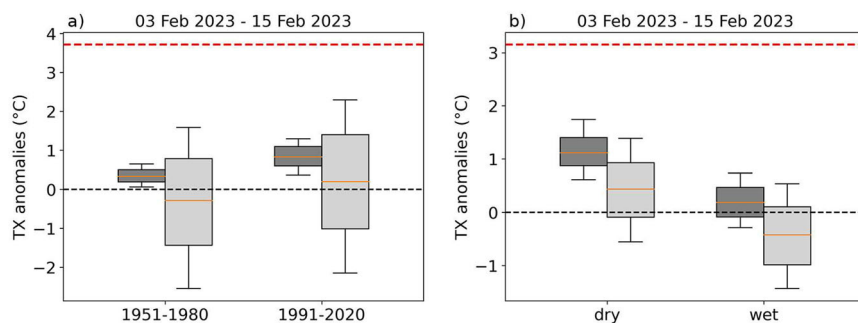 a) 03 Feb 2023 - 15 Feb 2023
TX anomalies (°C)
4
3
2
1
0
−1
−2
1951-1980 1991-2020
b) 03 Feb 2023 - 15 Feb 2023
TX anomalies (°C)
3
2
1
0
−1
dry wet